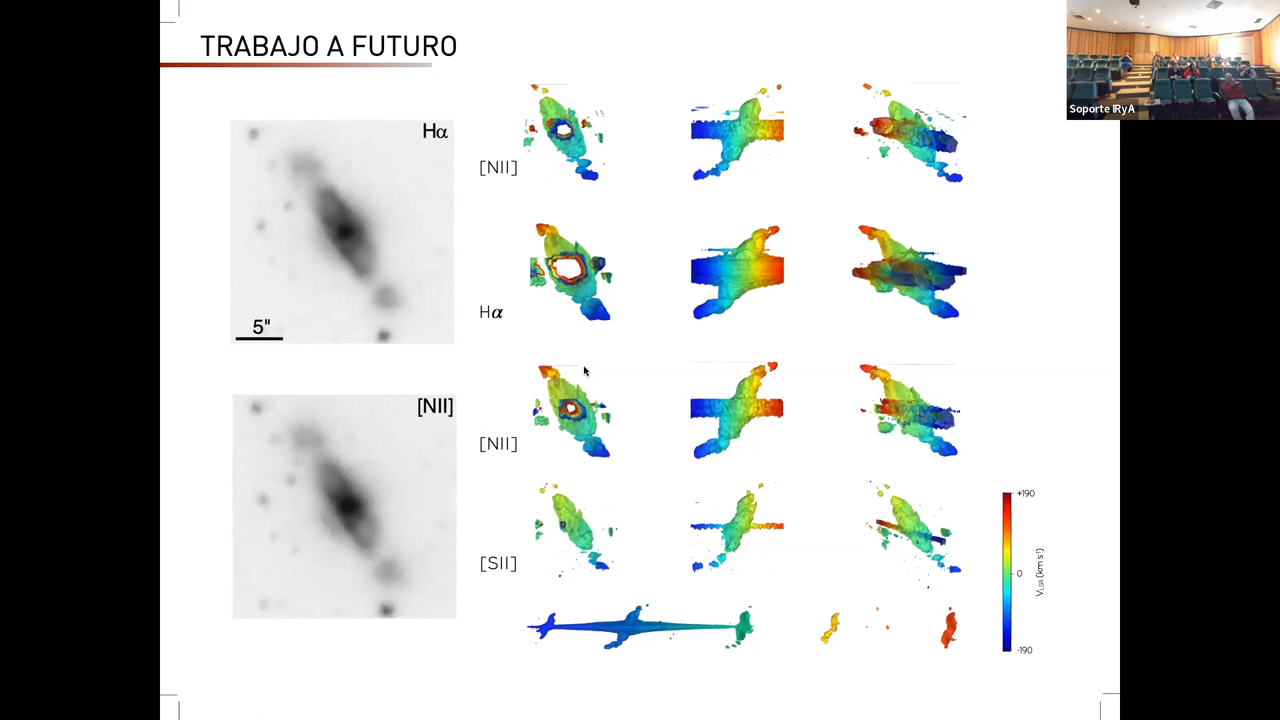 TRABAJO A FUTURO
Soporte IRyA
Hα
5"
[NII]
[NII]
Hα
[NII]
[SII]
+190
0
-190
V_LSR (km s⁻¹)